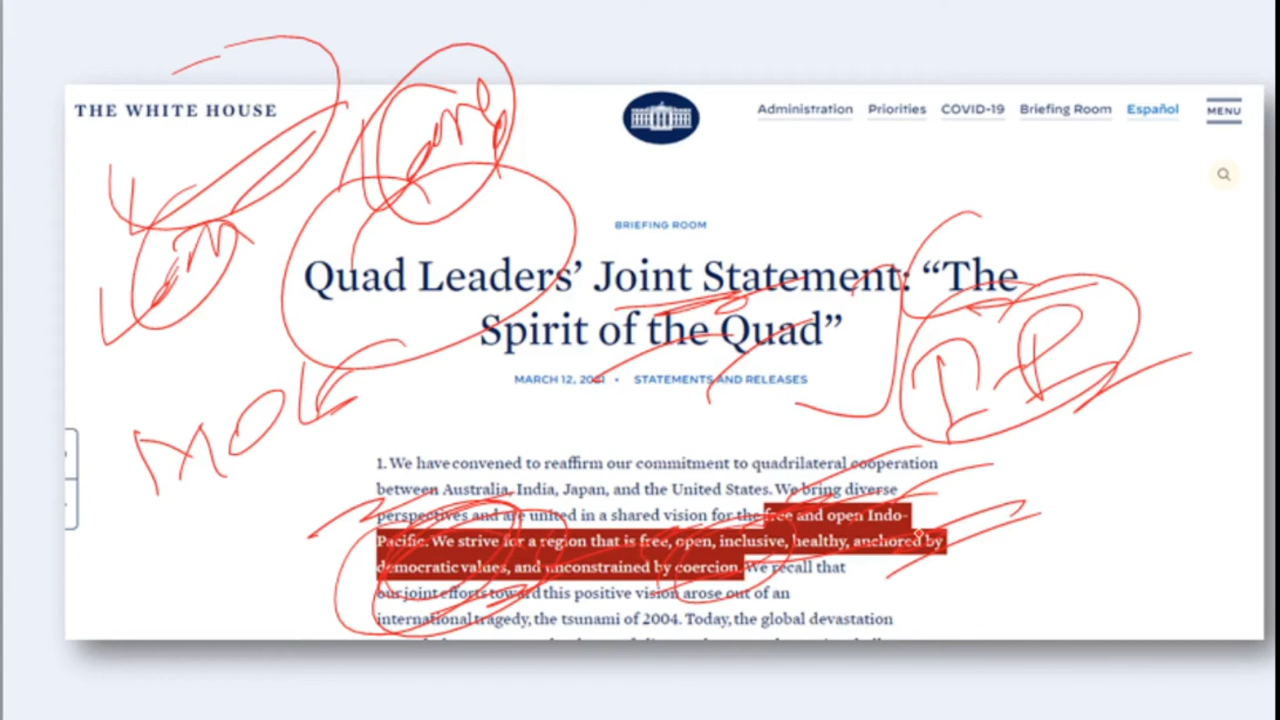 THE WHITE HOUSE
Administration Priorities COVID-19 Briefing Room Español MENU
BRIEFING ROOM
Quad Leaders’ Joint Statement: “The
Spirit of the Quad”
MARCH 12, 2021 • STATEMENTS AND RELEASES
1. We have convened to reaffirm our commitment to quadrilateral cooperation
between Australia, India, Japan, and the United States. We bring diverse
perspectives and are united in a shared vision for the free and open Indo-
Pacific. We strive for a region that is free, open, inclusive, healthy, anchored by
democratic values, and unconstrained by coercion. We recall that
our joint efforts toward this positive vision arose out of an
international tragedy, the tsunami of 2004. Today, the global devastation